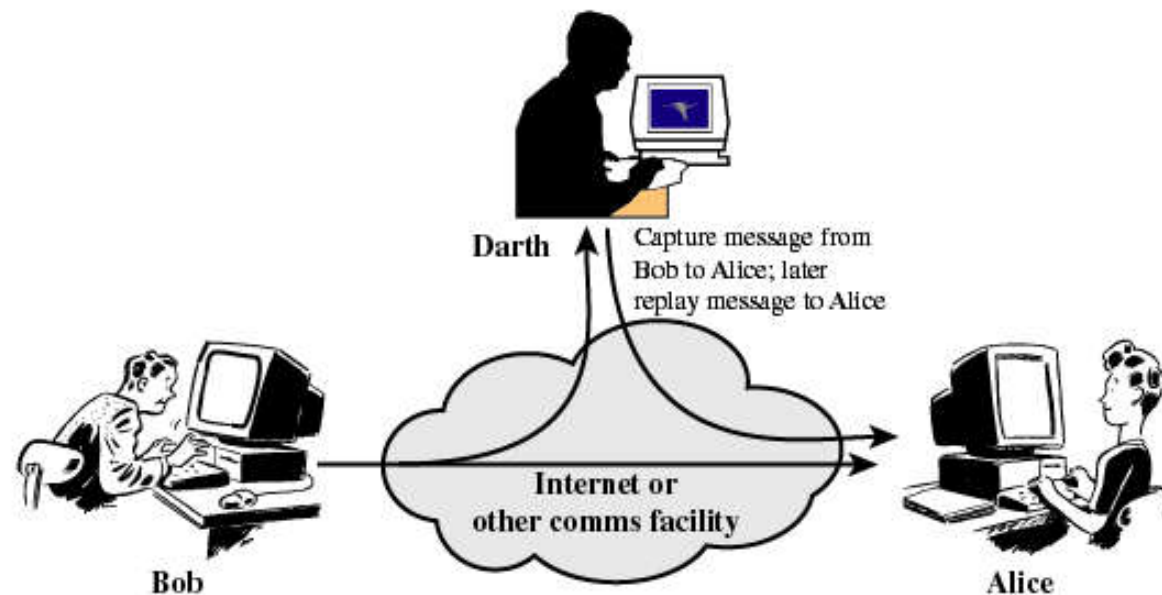 Darth
Capture message from
Bob to Alice; later
replay message to Alice
Internet or
other comms facility
Bob
Alice